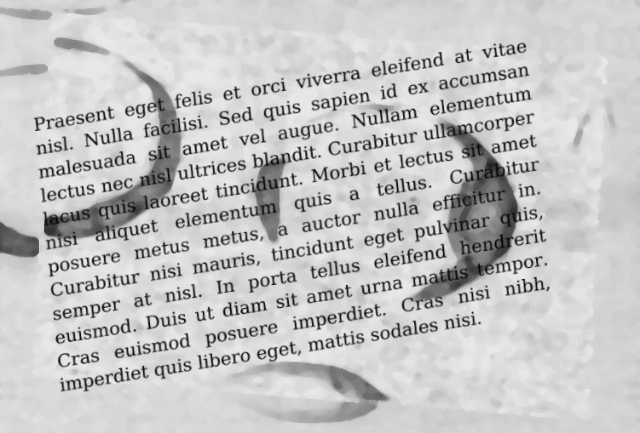 Praesent eget felis et orci viverra eleifend at vitae
nisl. Nulla facilisi. Sed quis sapien id ex accumsan
malesuada sit amet vel augue. Nullam elementum
lectus nec nisl ultrices blandit. Curabitur ullamcorper
lacus quis laoreet tincidunt. Morbi et lectus sit amet
nisi aliquet elementum quis a tellus. Curabitur
posuere metus metus, a auctor nulla efficitur in.
Curabitur nisi mauris, tincidunt eget pulvinar quis,
semper at nisl. In porta tellus eleifend hendrerit
euismod. Duis ut diam sit amet urna mattis tempor.
Cras euismod posuere imperdiet. Cras nisi nibh,
imperdiet quis libero eget, mattis sodales nisi.